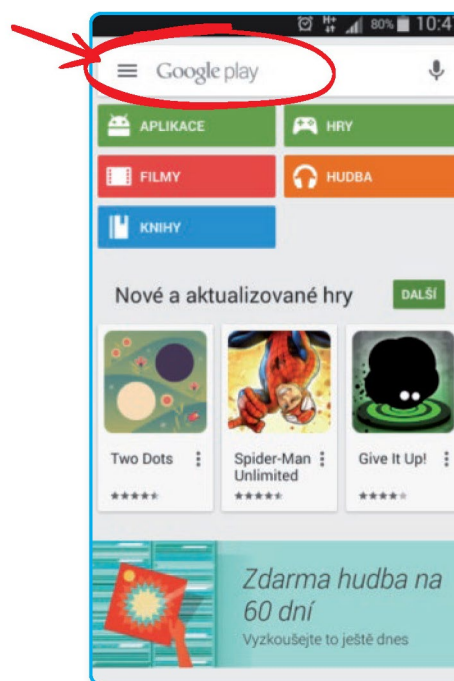 H+ 80% 10:4
Google play
APLIKACE
HRY
FILMY
HUDBA
KNIHY
Nové a aktualizované hry
DALŠÍ
Two Dots
Spider-Man
Unlimited
Give It Up!
Zdarma hudba na
60 dní
Vyzkoušejte to ještě dnes